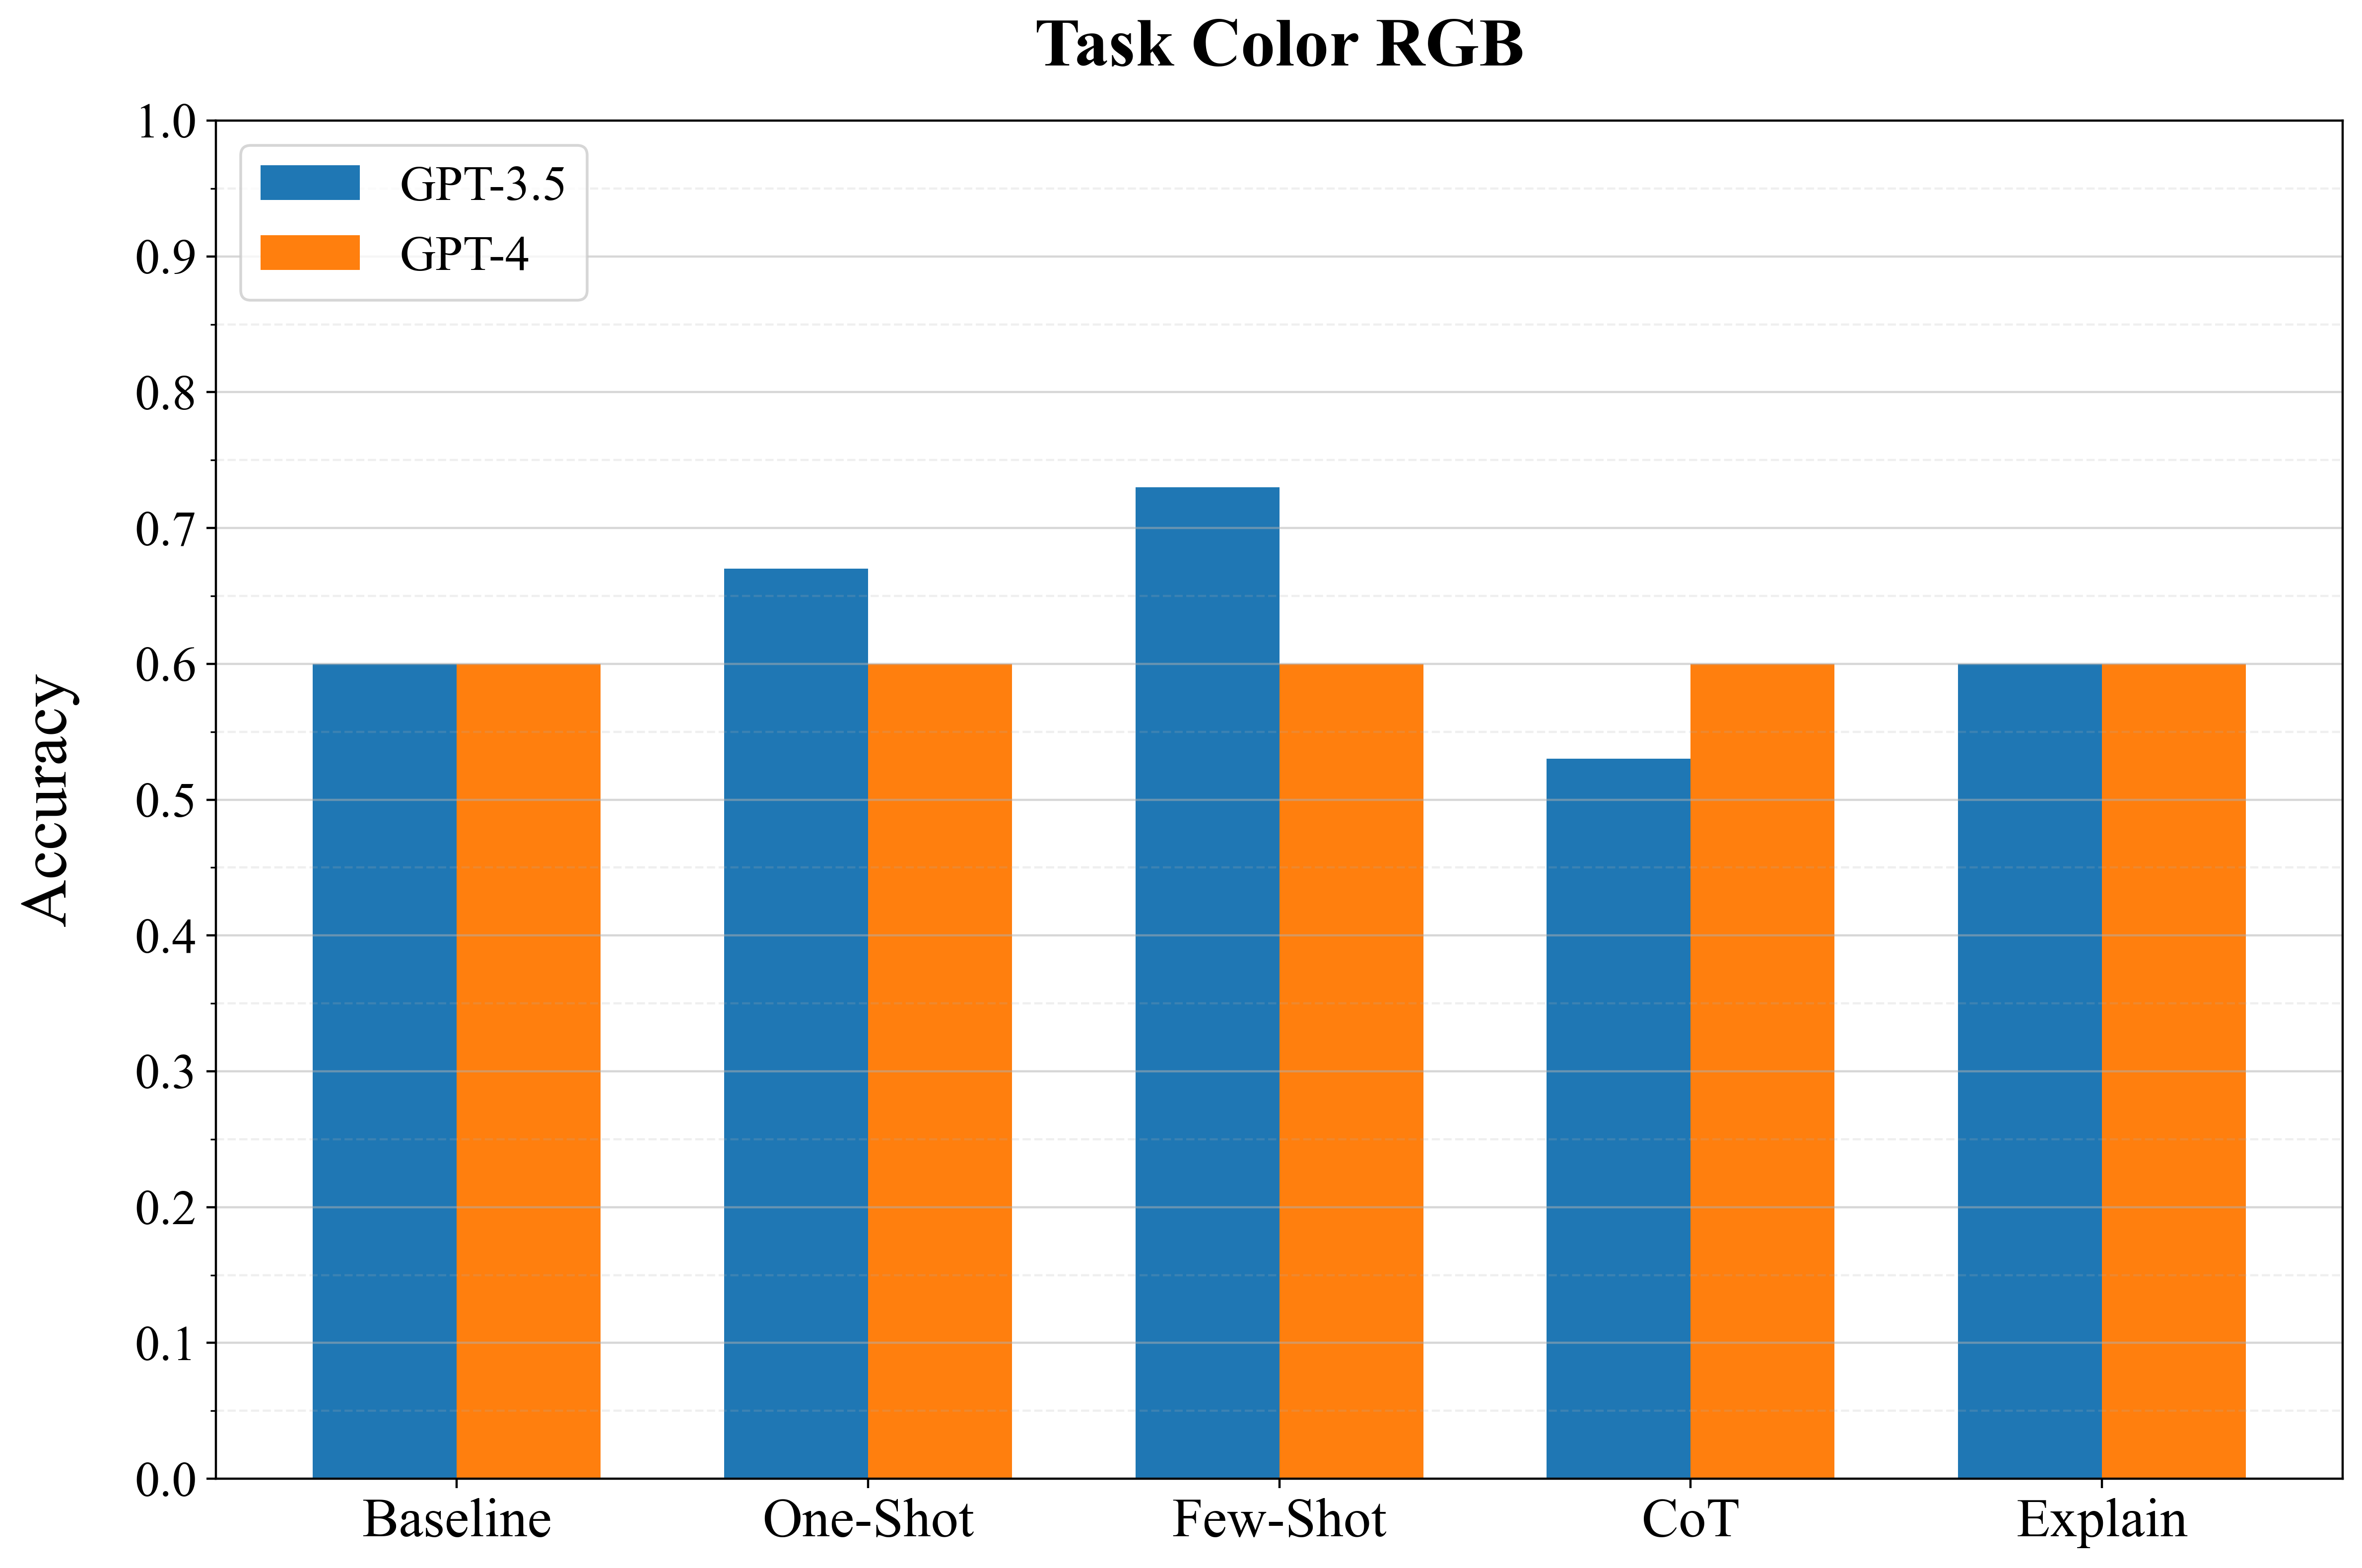 Task Color RGB
GPT-3.5
GPT-4
Accuracy
1.0
0.9
0.8
0.7
0.6
0.5
0.4
0.3
0.2
0.1
0.0
Baseline One-Shot Few-Shot CoT Explain